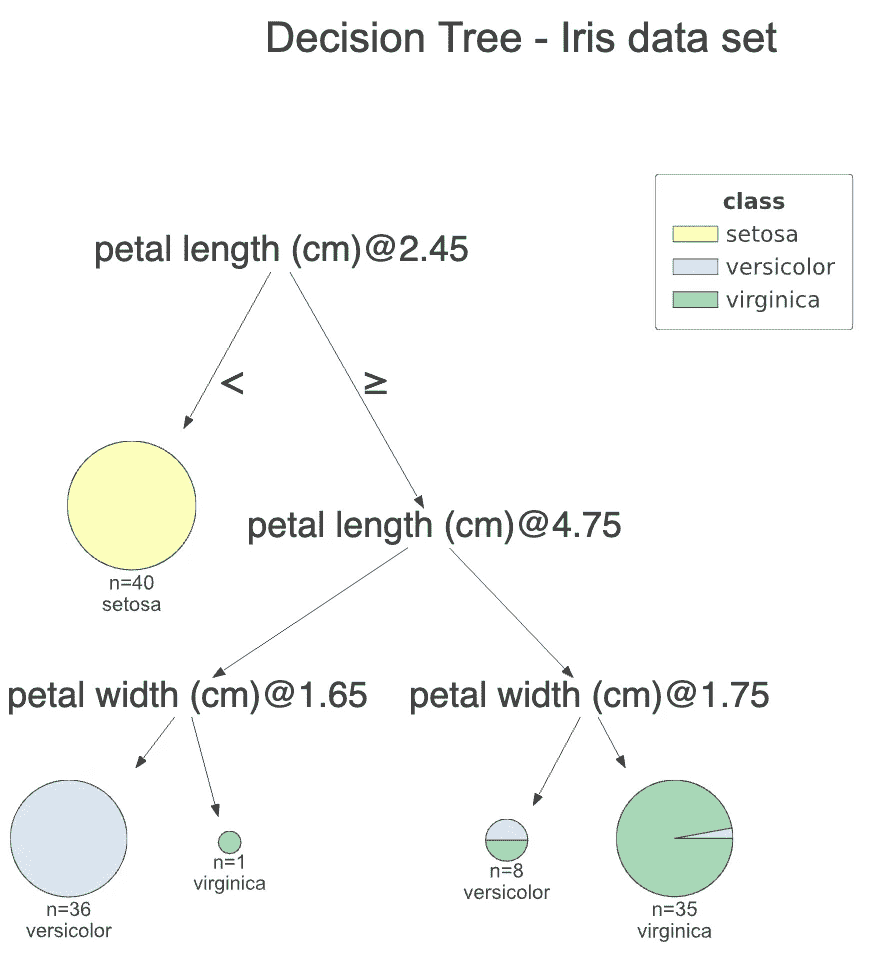 Decision Tree - Iris data set
class
setosa
versicolor
virginica
petal length (cm)@2.45
<
≥
n=40
setosa
petal length (cm)@4.75
petal width (cm)@1.65
petal width (cm)@1.75
n=36
versicolor
n=1
virginica
n=8
versicolor
n=35
virginica